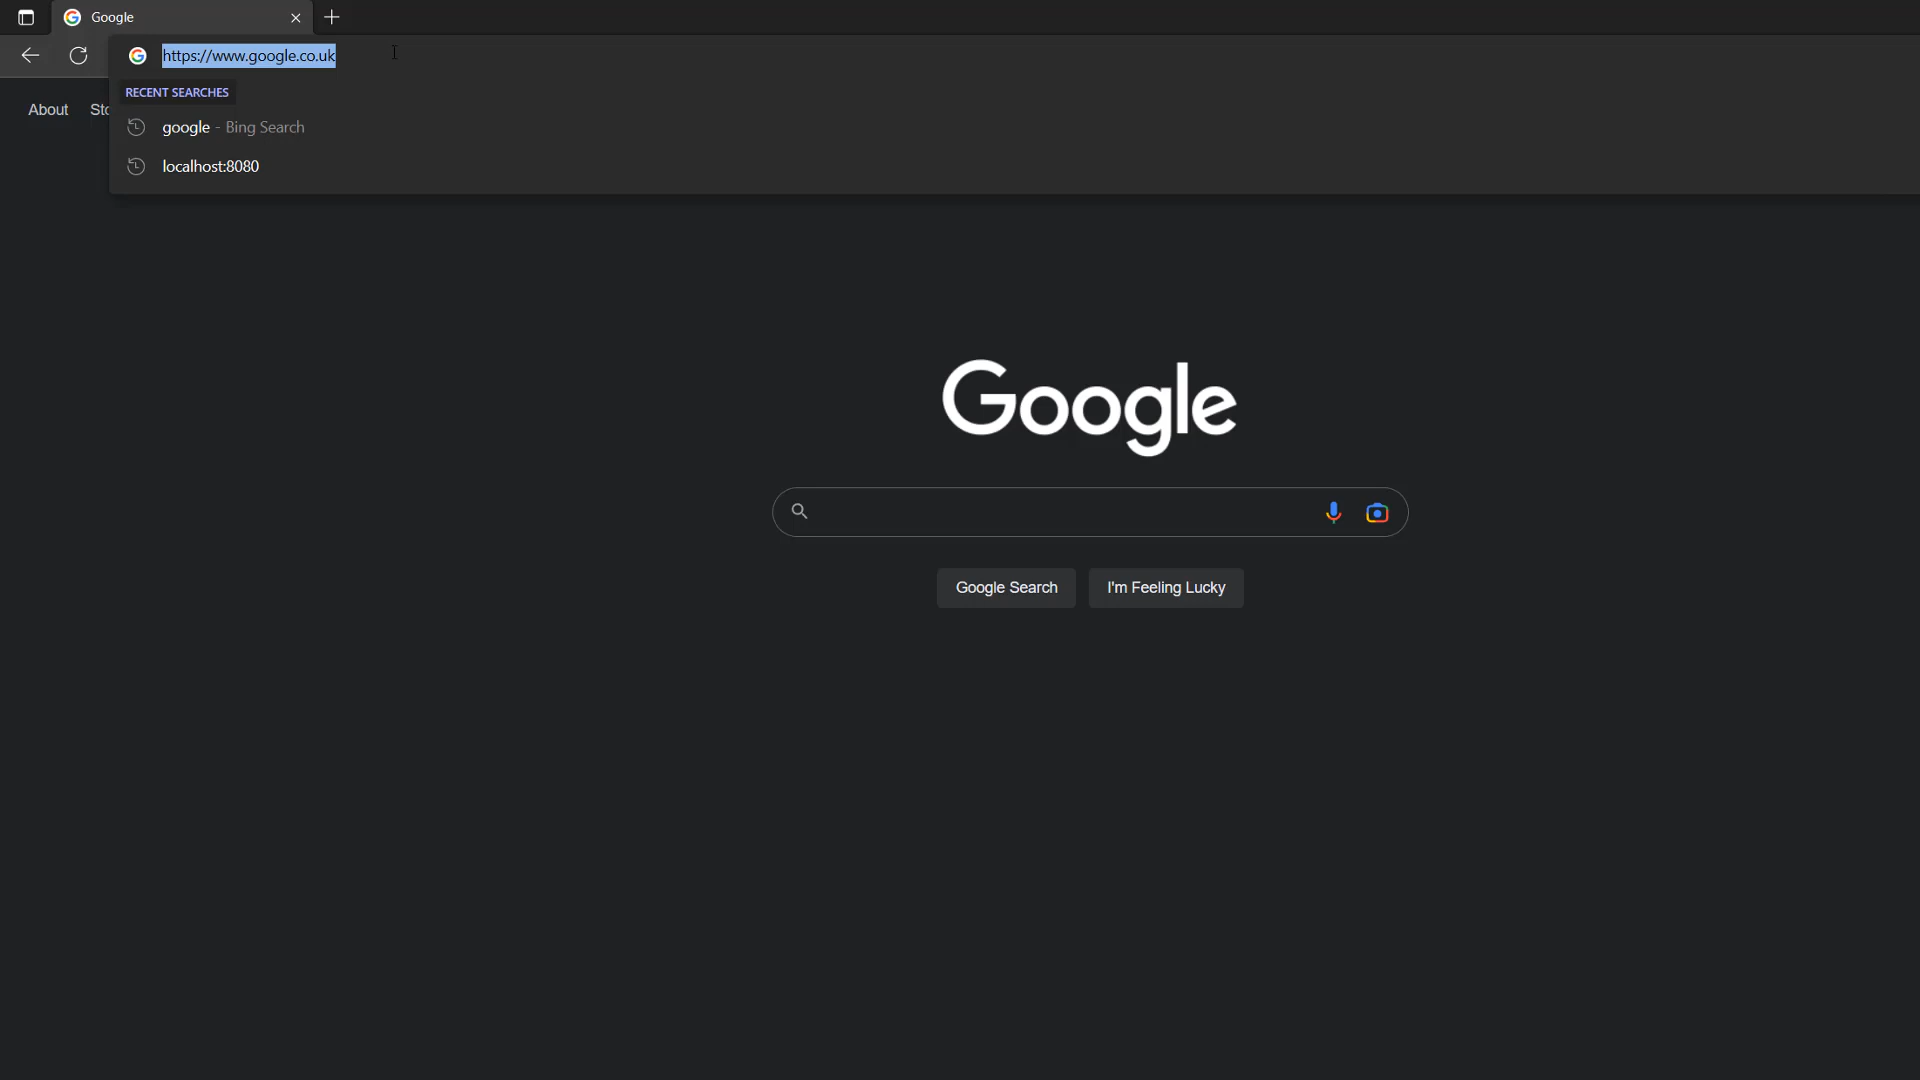 Google
https://www.google.co.uk
RECENT SEARCHES
About
google - Bing Search
localhost:8080
Google
Google Search
I'm Feeling Lucky